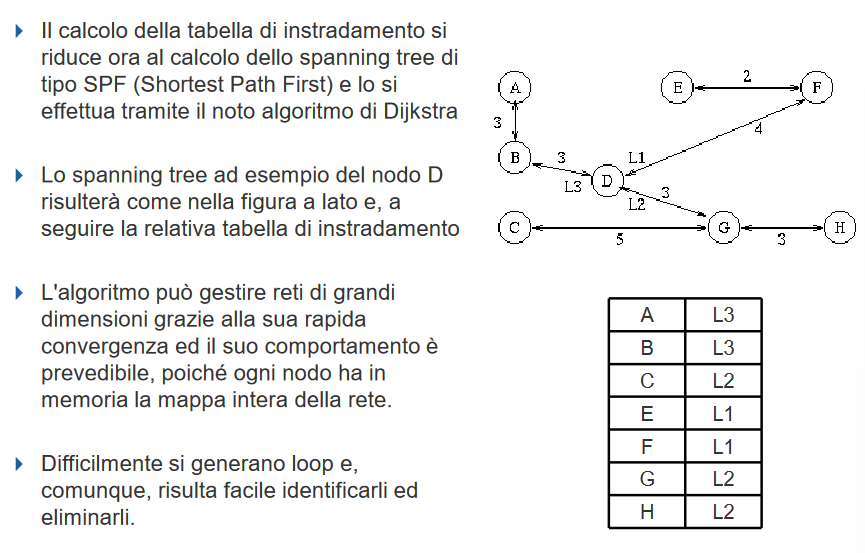 Il calcolo della tabella di instradamento si
riduce ora al calcolo dello spanning tree di
tipo SPF (Shortest Path First) e lo si
effettua tramite il noto algoritmo di Dijkstra
Lo spanning tree ad esempio del nodo D
risulterà come nella figura a lato e, a
seguire la relativa tabella di instradamento
L'algoritmo può gestire reti di grandi
dimensioni grazie alla sua rapida
convergenza ed il suo comportamento è
prevedibile, poiché ogni nodo ha in
memoria la mappa intera della rete.
Difficilmente si generano loop e,
comunque, risulta facile identificarli ed
eliminarli.
A E 2 F
3 4
B 3 L1
L3 D 3
L2
C G H
5 3
A L3
B L3
C L2
E L1
F L1
G L2
H L2